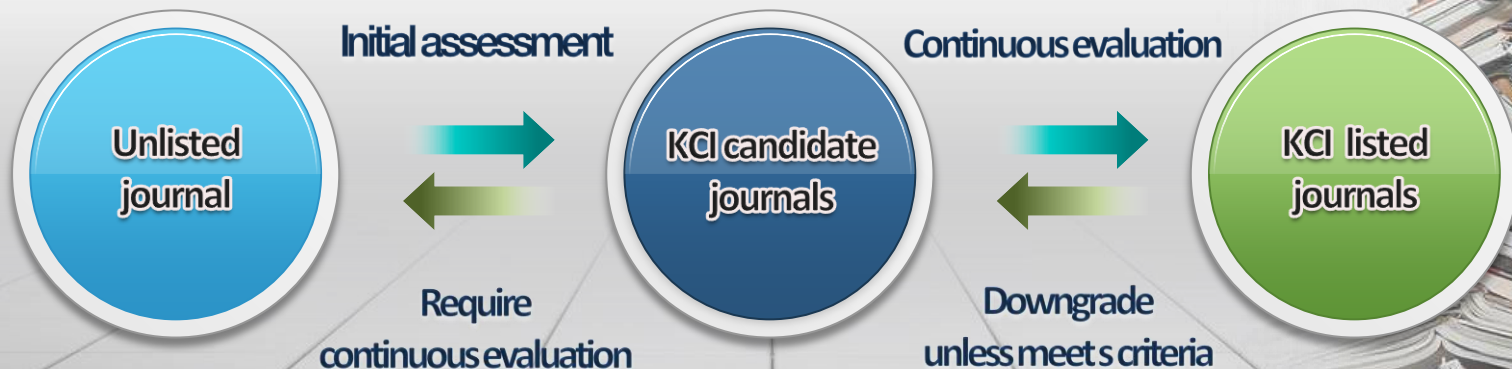 Initial assessment
Continuous evaluation
Unlisted
journal
KCI candidate
journals
KCI listed
journals
Require
continuous evaluation
Downgrade
unless meet s criteria